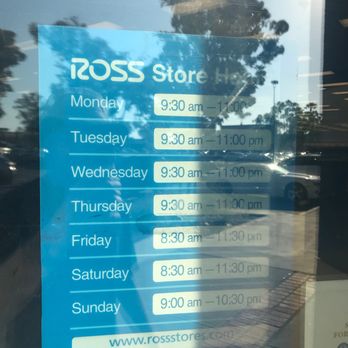 ROSS Store Ho
Monday 9:30 am – 11:00
Tuesday 9:30 am – 11:00 pm
Wednesday 9:30 am – 11:00 pm
Thursday 9:30 am – 11:00 pm
Friday 8:30 am – 11:30 pm
Saturday 8:30 am – 11:30 pm
Sunday 9:00 am – 10:30 pm
www.rossstores.com
FOR